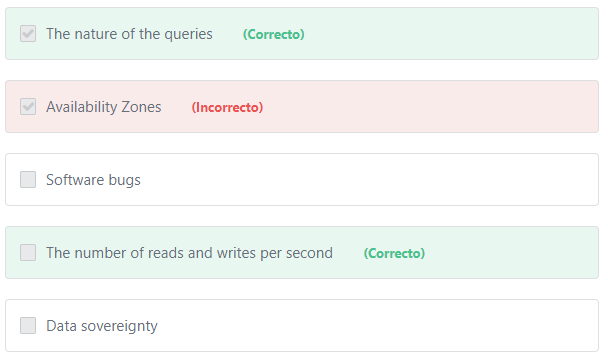 The nature of the queries (Correcto)
Availability Zones (Incorrecto)
Software bugs
The number of reads and writes per second (Correcto)
Data sovereignty